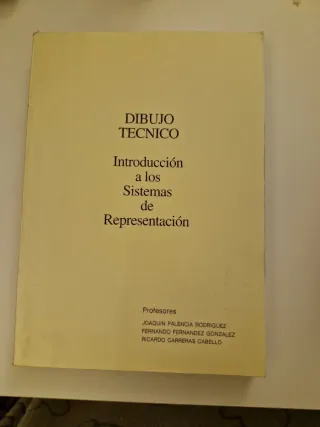 DIBUJO
TECNICO
Introducción
a los
Sistemas
de
Representación
Profesores
JOAQUIN PALENCIA RODRIGUEZ
FERNANDO FERNANDEZ GONZALEZ
RICARDO CARRERAS CABELLO